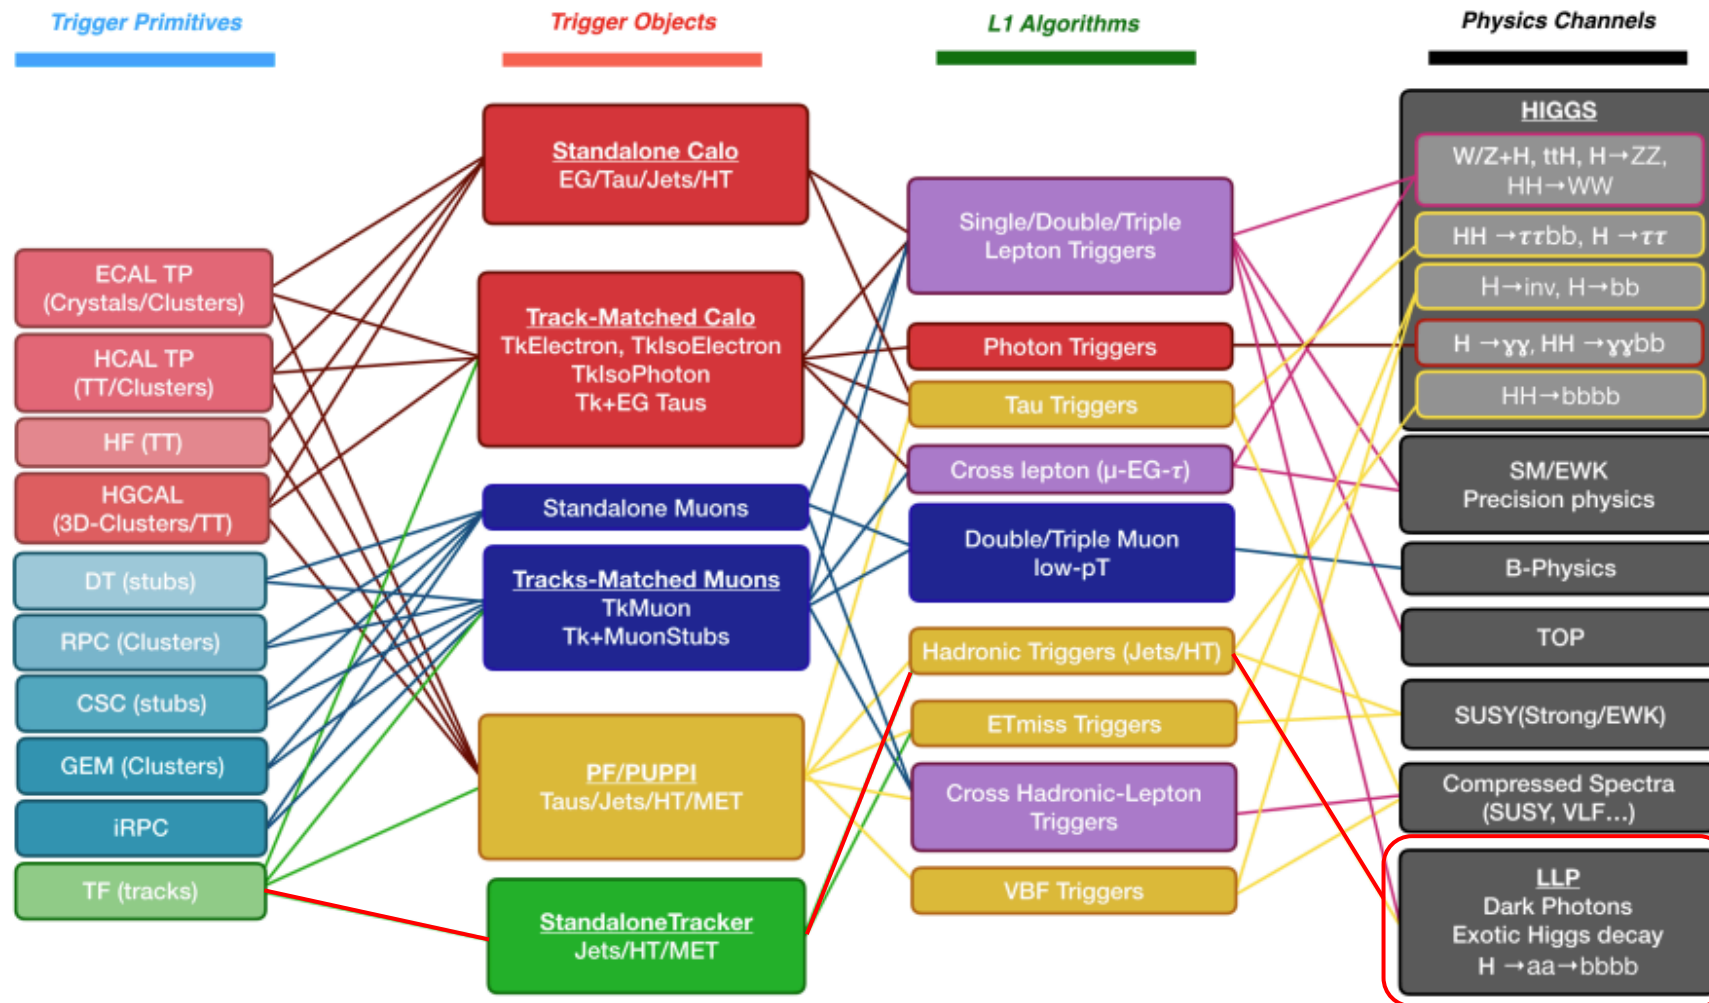 Trigger Primitives
Trigger Objects
L1 Algorithms
Physics Channels
ECAL TP
(Crystals/Clusters)
HCAL TP
(TT/Clusters)
HF (TT)
HGCAL
(3D-Clusters/TT)
DT (stubs)
RPC (Clusters)
CSC (stubs)
GEM (Clusters)
iRPC
TF (tracks)
Standalone Calo
EG/Tau/Jets/HT
Track-Matched Calo
TkElectron, TkIsoElectron
TkIsoPhoton
Tk+EG Taus
Standalone Muons
Tracks-Matched Muons
TkMuon
Tk+MuonStubs
PF/PUPPI
Taus/Jets/HT/MET
StandaloneTracker
Jets/HT/MET
Single/Double/Triple
Lepton Triggers
Photon Triggers
Tau Triggers
Cross lepton (μ-EG-τ)
Double/Triple Muon
low-pT
Hadronic Triggers (Jets/HT)
ETmiss Triggers
Cross Hadronic-Lepton
Triggers
VBF Triggers
HIGGS
W/Z+H, ttH, H→ZZ,
HH→WW
HH →ττbb, H →ττ
H→inv, H→bb
H →γγ, HH →γγbb
HH→bbbb
SM/EWK
Precision physics
B-Physics
TOP
SUSY(Strong/EWK)
Compressed Spectra
(SUSY, VLF...)
LLP
Dark Photons
Exotic Higgs decay
H →aa→bbbb